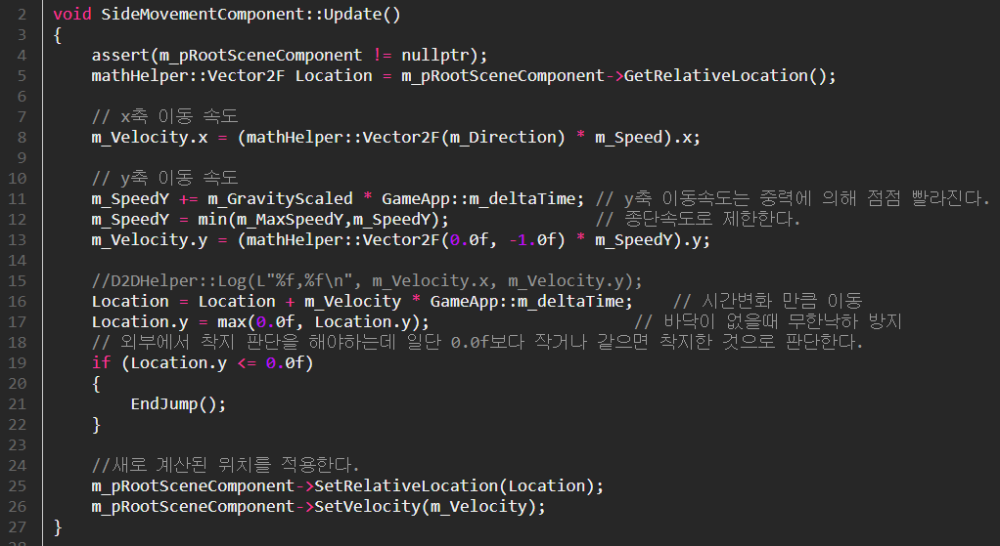 2 void SideMovementComponent::Update()
3 {
4     assert(m_pRootSceneComponent != nullptr);
5     mathHelper::Vector2F Location = m_pRootSceneComponent->GetRelativeLocation();
6
7     // x축 이동 속도
8     m_Velocity.x = (mathHelper::Vector2F(m_Direction) * m_Speed).x;
9
10     // y축 이동 속도
11     m_SpeedY += m_GravityScaled * GameApp::m_deltaTime; // y축 이동속도는 중력에 의해 점점 빨라진다.
12     m_SpeedY = min(m_MaxSpeedY,m_SpeedY);               // 종단속도로 제한한다.
13     m_Velocity.y = (mathHelper::Vector2F(0.0f, -1.0f) * m_SpeedY).y;
14
15     //D2DHelper::Log(L"%f,%f\n", m_Velocity.x, m_Velocity.y);
16     Location = Location + m_Velocity * GameApp::m_deltaTime;    // 시간변화 만큼 이동
17     Location.y = max(0.0f, Location.y);                     // 바닥이 없을때 무한낙하 방지
18     // 외부에서 착지 판단을 해야하는데 일단 0.0f보다 작거나 같으면 착지한 것으로 판단한다.
19     if (Location.y <= 0.0f)
20     {
21         EndJump();
22     }
23
24     //새로 계산된 위치를 적용한다.
25     m_pRootSceneComponent->SetRelativeLocation(Location);
26     m_pRootSceneComponent->SetVelocity(m_Velocity);
27 }